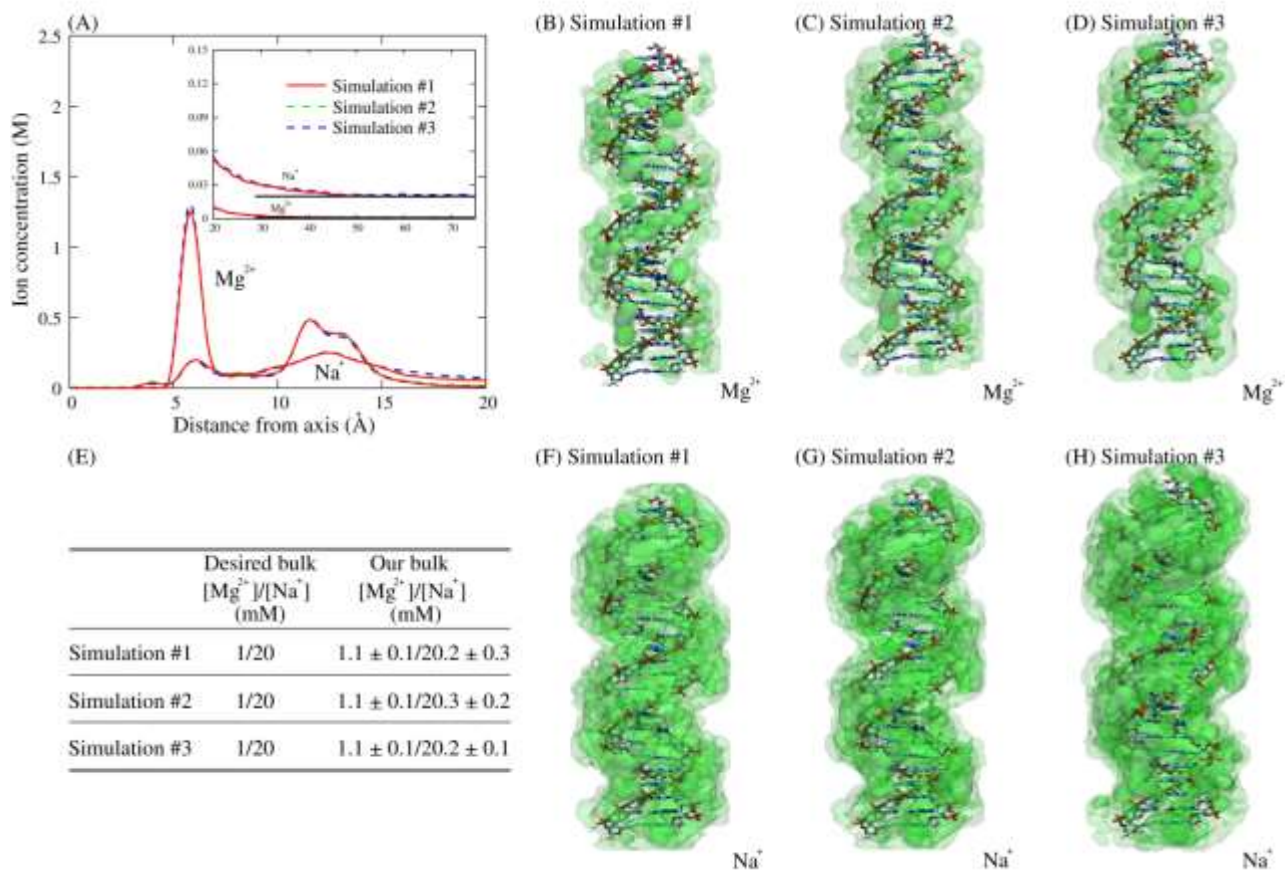 (A)
2.5
2
1.5
1
0.5
0
Ion concentration (M)
0 5 10 15 20
Distance from axis (Å)
Mg²⁺
Na⁺
0.15
0.12
0.09
0.06
0.03
0
20 30 40 50 60 70
Simulation #1
Simulation #2
Simulation #3
Na⁺
Mg²⁺
(B) Simulation #1
Mg²⁺
(C) Simulation #2
Mg²⁺
(D) Simulation #3
Mg²⁺
(E)
Desired bulk Our bulk
[Mg²⁺]/[Na⁺] [Mg²⁺]/[Na⁺]
(mM) (mM)
Simulation #1 1/20 1.1 ± 0.1/20.2 ± 0.3
Simulation #2 1/20 1.1 ± 0.1/20.3 ± 0.2
Simulation #3 1/20 1.1 ± 0.1/20.2 ± 0.1
(F) Simulation #1
Na⁺
(G) Simulation #2
Na⁺
(H) Simulation #3
Na⁺